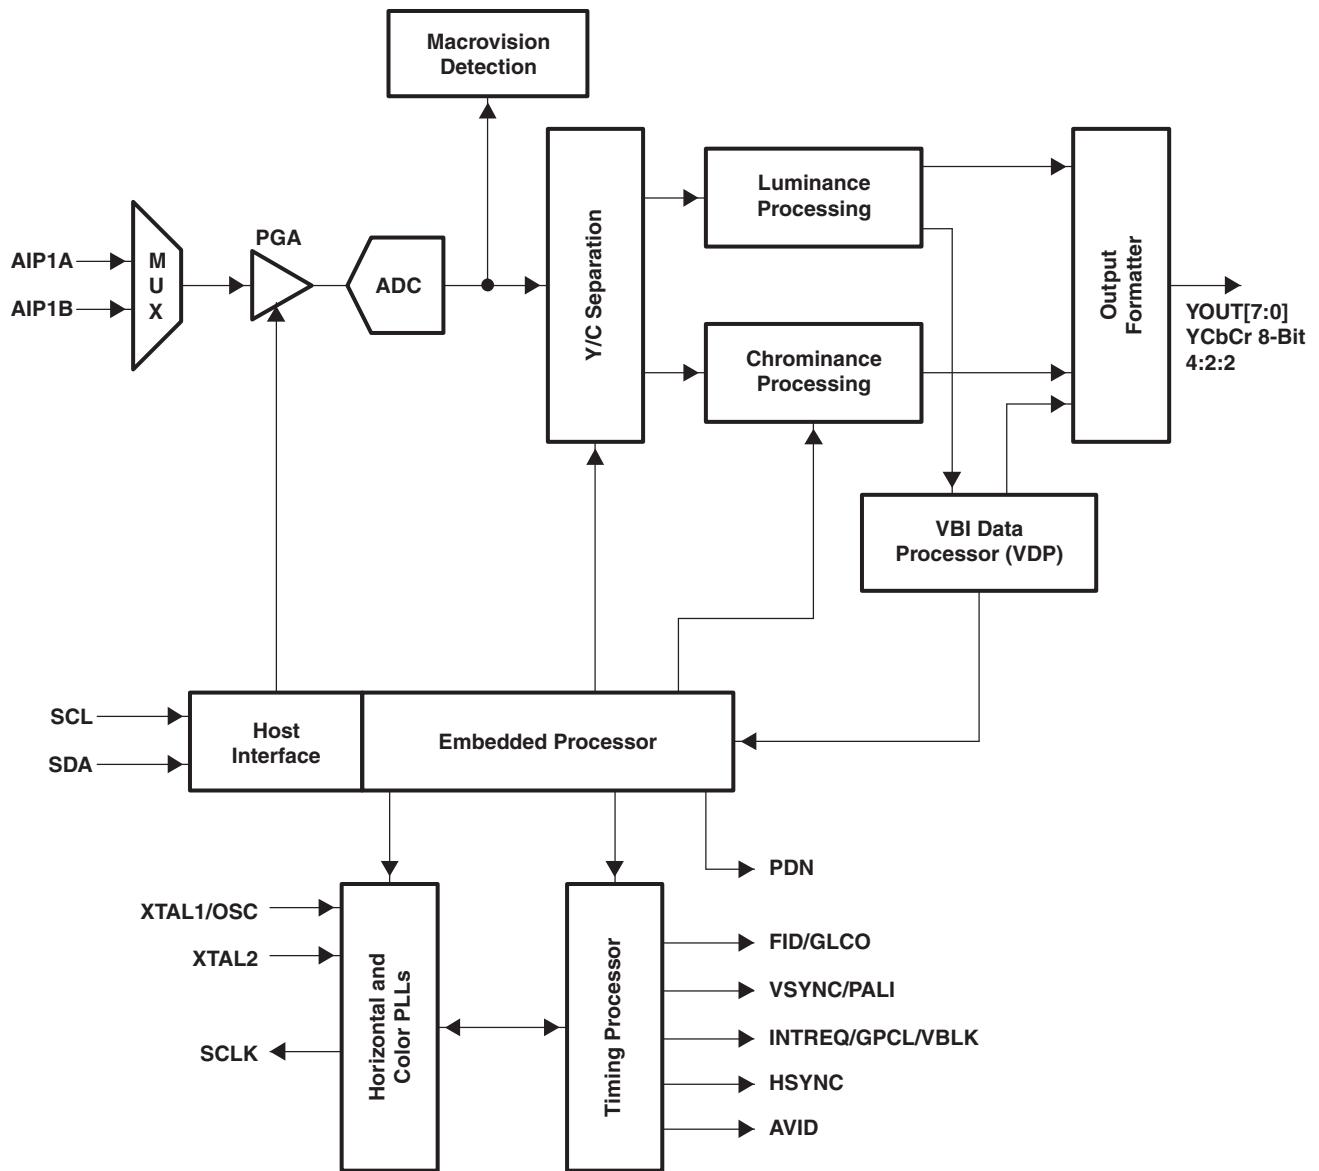 Macrovision
Detection
PGA
AIP1A
AIP1B
M
U
X
ADC
Y/C Separation
Luminance
Processing
Chrominance
Processing
Output
Formatter
YOUT[7:0]
YCbCr 8-Bit
4:2:2
VBI Data
Processor (VDP)
SCL
SDA
Host
Interface
Embedded Processor
XTAL1/OSC
XTAL2
SCLK
Horizontal and
Color PLLs
Timing Processor
PDN
FID/GLCO
VSYNC/PALI
INTREQ/GPCL/VBLK
HSYNC
AVID